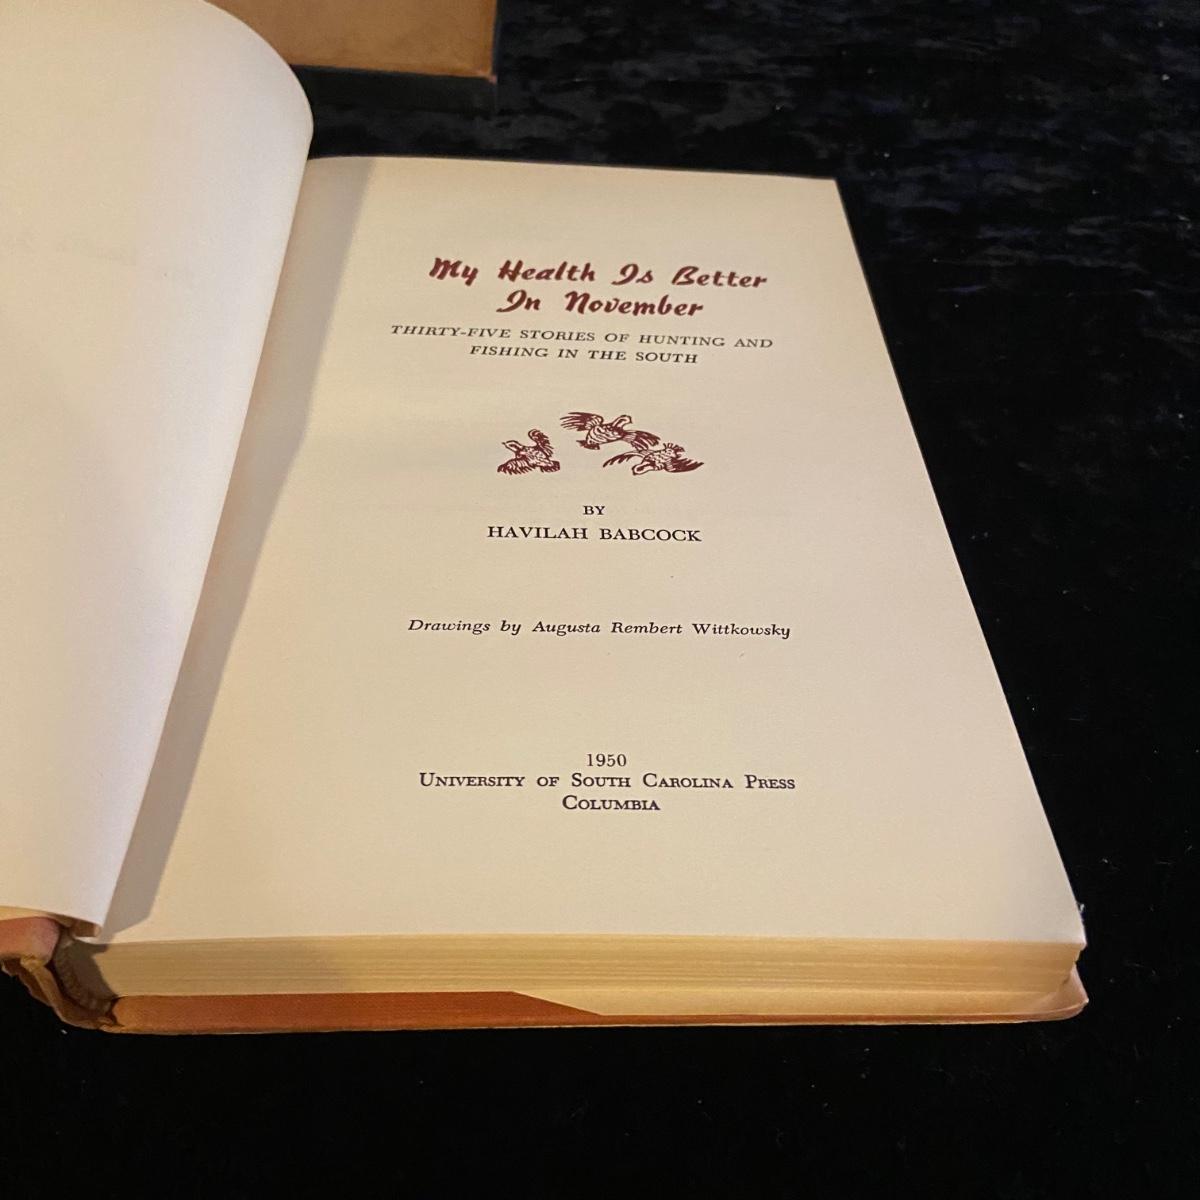 My Health Is Better
In November
THIRTY-FIVE STORIES OF HUNTING AND
FISHING IN THE SOUTH
BY
HAVILAH BABCOCK
Drawings by Augusta Rembert Wittkowsky
1950
UNIVERSITY OF SOUTH CAROLINA PRESS
COLUMBIA